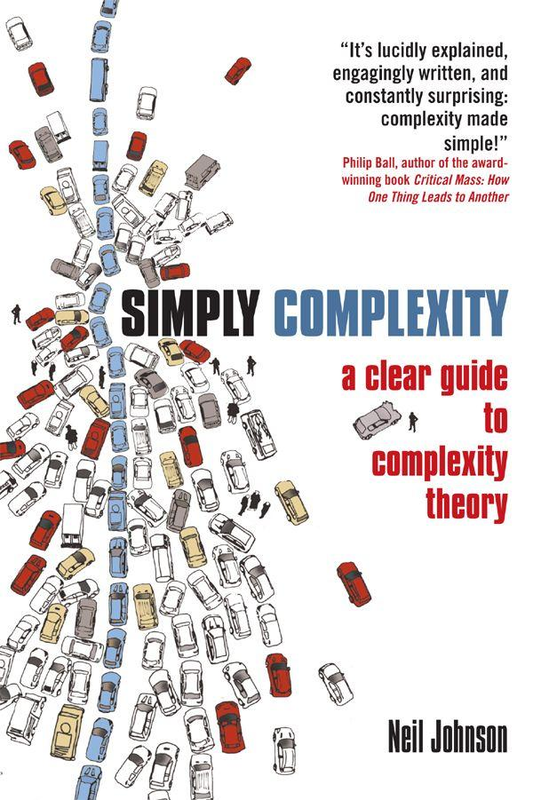 “It’s lucidly explained,
engagingly written, and
constantly surprising:
complexity made
simple!”
Philip Ball, author of the award-
winning book Critical Mass: How
One Thing Leads to Another
SIMPLY COMPLEXITY
a clear guide
to
complexity
theory
Neil Johnson